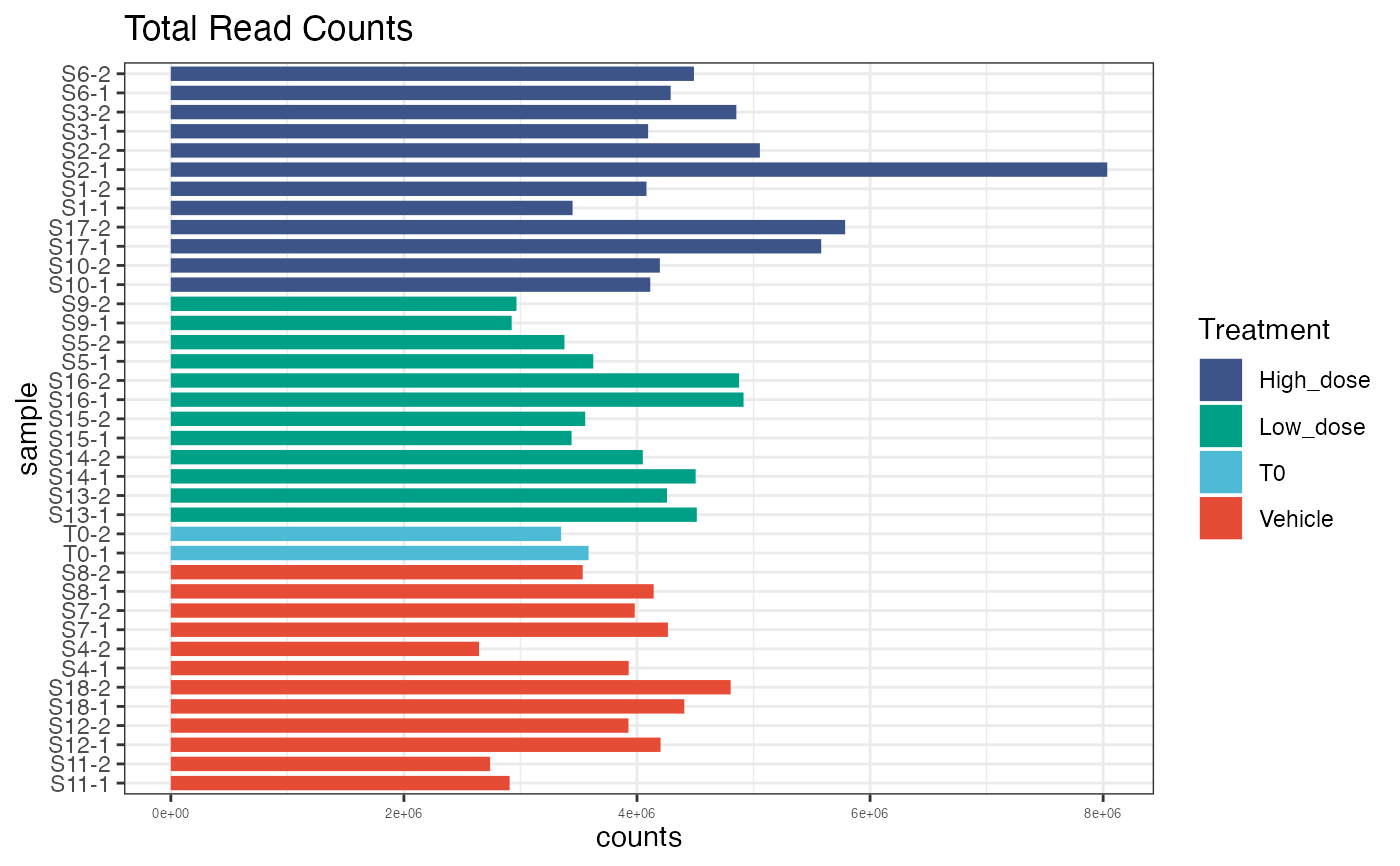 Total Read Counts
S6-2
S6-1
S3-2
S3-1
S2-2
S2-1
S1-2
S1-1
S17-2
S17-1
S10-2
S10-1
S9-2
S9-1
S5-2
S5-1
S16-2
S16-1
S15-2
S15-1
S14-2
S14-1
S13-2
S13-1
T0-2
T0-1
S8-2
S8-1
S7-2
S7-1
S4-2
S4-1
S18-2
S18-1
S12-2
S12-1
S11-2
S11-1
sample
0e+00 2e+06 4e+06 6e+06 8e+06
counts
Treatment
High_dose
Low_dose
T0
Vehicle